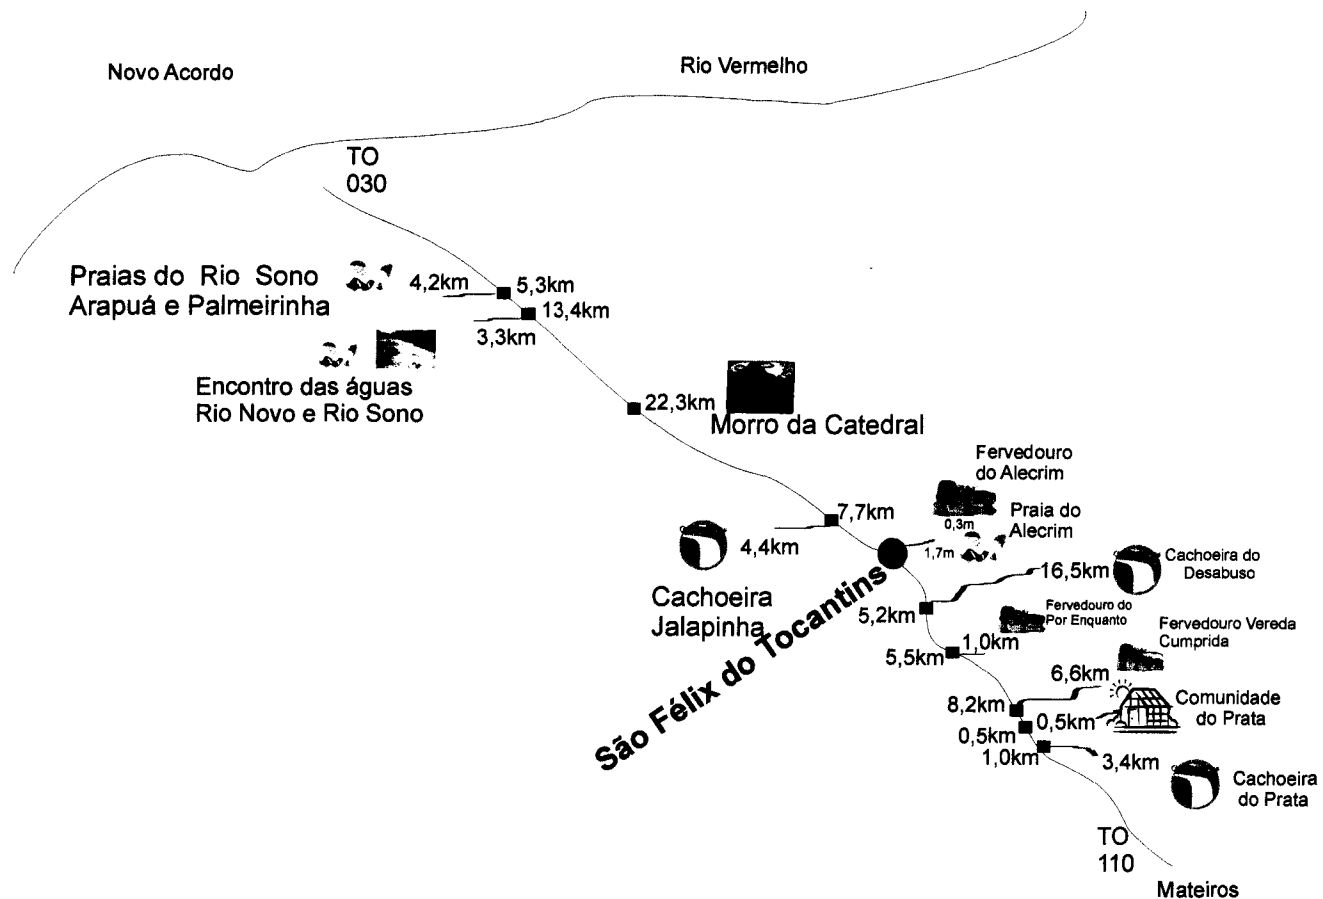 Novo Acordo
Rio Vermelho
TO
030
Praias do Rio Sono
Arapuá e Palmeirinha
4,2km
5,3km
13,4km
3,3km
Encontro das águas
Rio Novo e Rio Sono
22,3km
Morro da Catedral
Fervedouro
do Alecrim
0,3m
Praia do
Alecrim
7,7km
4,4km
1,7m
Cachoeira
Jalapinha
São Félix do Tocantins
16,5km
Cachoeira do
Desabuso
5,2km
Fervedouro do
Por Enquanto
1,0km
5,5km
Fervedouro Vereda
Cumprida
6,6km
8,2km
Comunidade
do Prata
0,5km
0,5km
1,0km
3,4km
Cachoeira
do Prata
TO
110
Mateiros